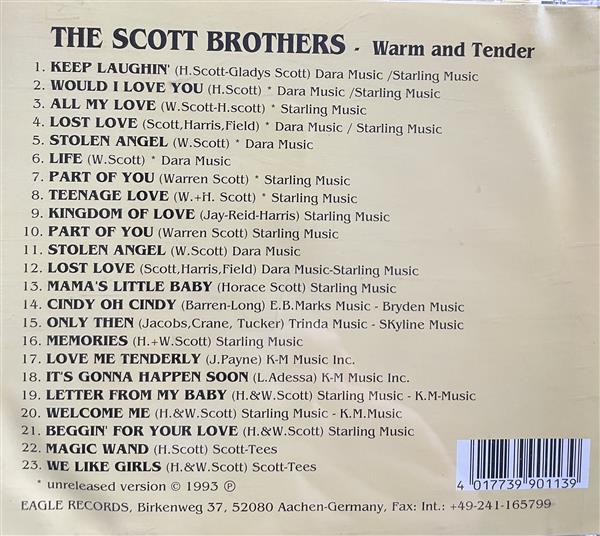 THE SCOTT BROTHERS - Warm and Tender
1. KEEP LAUGHIN' (H.Scott-Gladys Scott) Dara Music /Starling Music
2. WOULD I LOVE YOU (H.Scott) * Dara Music /Starling Music
3. ALL MY LOVE (W.Scott-H.scott) * Starling Music
4. LOST LOVE (Scott,Harris,Field) * Dara Music / Starling Music
5. STOLEN ANGEL (W.Scott) * Dara Music
6. LIFE (W.Scott) * Dara Music
7. PART OF YOU (Warren Scott) * Starling Music
8. TEENAGE LOVE (W.+H. Scott) * Starling Music
9. KINGDOM OF LOVE (Jay-Reid-Harris) Starling Music
10. PART OF YOU (Warren Scott) Starling Music
11. STOLEN ANGEL (W.Scott) Dara Music
12. LOST LOVE (Scott,Harris,Field) Dara Music-Starling Music
13. MAMA'S LITTLE BABY (Horace Scott) Starling Music
14. CINDY OH CINDY (Barren-Long) E.B.Marks Music - Bryden Music
15. ONLY THEN (Jacobs,Crane, Tucker) Trinda Music - SKyline Music
16. MEMORIES (H.+W.Scott) Starling Music
17. LOVE ME TENDERLY (J.Payne) K-M Music Inc.
18. IT'S GONNA HAPPEN SOON (L.Adessa) K-M Music Inc.
19. LETTER FROM MY BABY (H.&W.Scott) Starling Music - K.M-Music
20. WELCOME ME (H.&W.Scott) Starling Music - K.M.Music
21. BEGGIN' FOR YOUR LOVE (H.&W.Scott) Starling Music
22. MAGIC WAND (H.Scott) Scott-Tees
23. WE LIKE GIRLS (H.&W.Scott) Scott-Tees
* unreleased version © 1993 ℗
4 017739 901139
EAGLE RECORDS, Birkenweg 37, 52080 Aachen-Germany, Fax: Int.: +49-241-165799